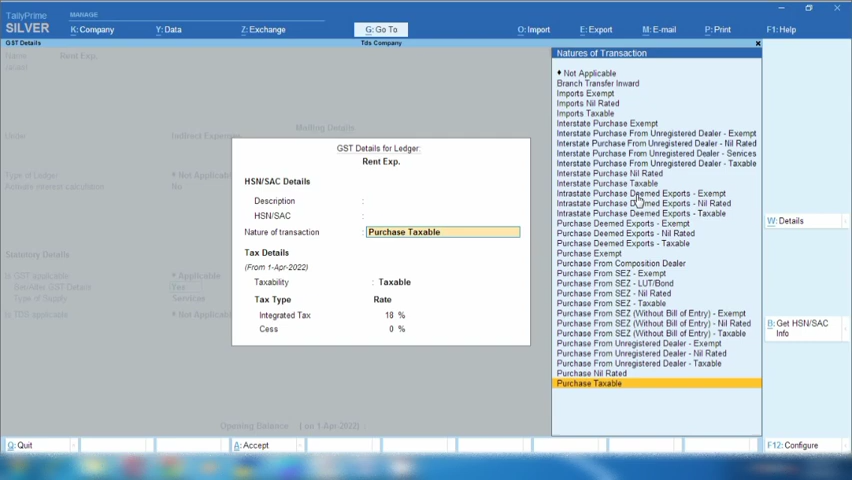 TallyPrime
MANAGE
SILVER
K: Company
Y: Data
Z: Exchange
G: Go To
O: Import
E: Export
M: E-mail
P: Print
F1: Help
GST Details
Tds Company
Name : Rent Exp.
Mailing Details
Under : Indirect Expenses
Type of Ledger : Not Applicable
Activate interest calculation : No
Statutory Details
Is GST applicable : Applicable
Set/Alter GST Details : Yes
Type of Supply : Services
Is TDS applicable : Not Applicable
Opening Balance ( on 1-Apr-2022) :
GST Details for Ledger:
Rent Exp.
HSN/SAC Details
Description :
HSN/SAC :
Nature of transaction : Purchase Taxable
Tax Details
(From 1-Apr-2022)
Taxability : Taxable
Tax Type Rate
Integrated Tax 18 %
Cess 0 %
Natures of Transaction
♦ Not Applicable
Branch Transfer Inward
Imports Exempt
Imports Nil Rated
Imports Taxable
Interstate Purchase Exempt
Interstate Purchase From Unregistered Dealer - Exempt
Interstate Purchase From Unregistered Dealer - Nil Rated
Interstate Purchase From Unregistered Dealer - Services
Interstate Purchase From Unregistered Dealer - Taxable
Interstate Purchase Nil Rated
Interstate Purchase Taxable
Intrastate Purchase Deemed Exports - Exempt
Intrastate Purchase Deemed Exports - Nil Rated
Intrastate Purchase Deemed Exports - Taxable
Purchase Deemed Exports - Exempt
Purchase Deemed Exports - Nil Rated
Purchase Deemed Exports - Taxable
Purchase Exempt
Purchase From Composition Dealer
Purchase From SEZ - Exempt
Purchase From SEZ - LUT/Bond
Purchase From SEZ - Nil Rated
Purchase From SEZ - Taxable
Purchase From SEZ (Without Bill of Entry) - Exempt
Purchase From SEZ (Without Bill of Entry) - Nil Rated
Purchase From SEZ (Without Bill of Entry) - Taxable
Purchase From Unregistered Dealer - Exempt
Purchase From Unregistered Dealer - Nil Rated
Purchase From Unregistered Dealer - Taxable
Purchase Nil Rated
Purchase Taxable
W: Details
B: Get HSN/SAC
Info
Q: Quit
A: Accept
F12: Configure